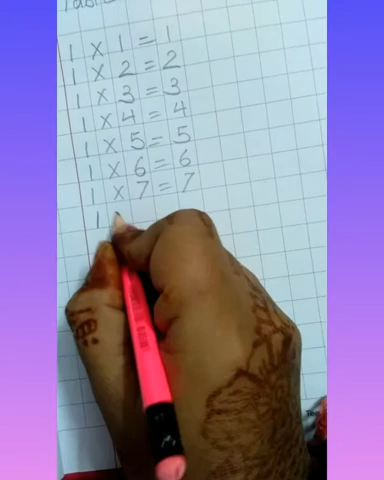 Table
1 × 1 = 1
1 × 2 = 2
1 × 3 = 3
1 × 4 = 4
1 × 5 = 5
1 × 6 = 6
1 × 7 = 7
1